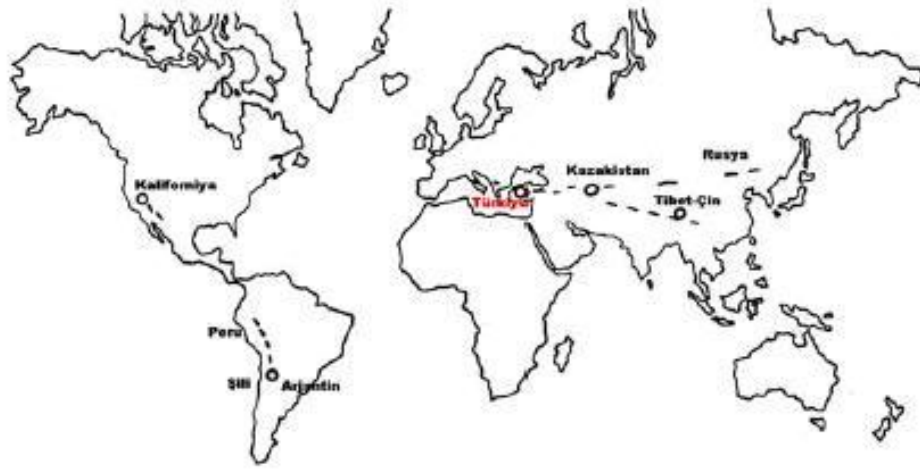 Rusya
Kazakistan
Kaliforniya
Türkiye
Tibet-Çin
Peru
Şili
Arjantin